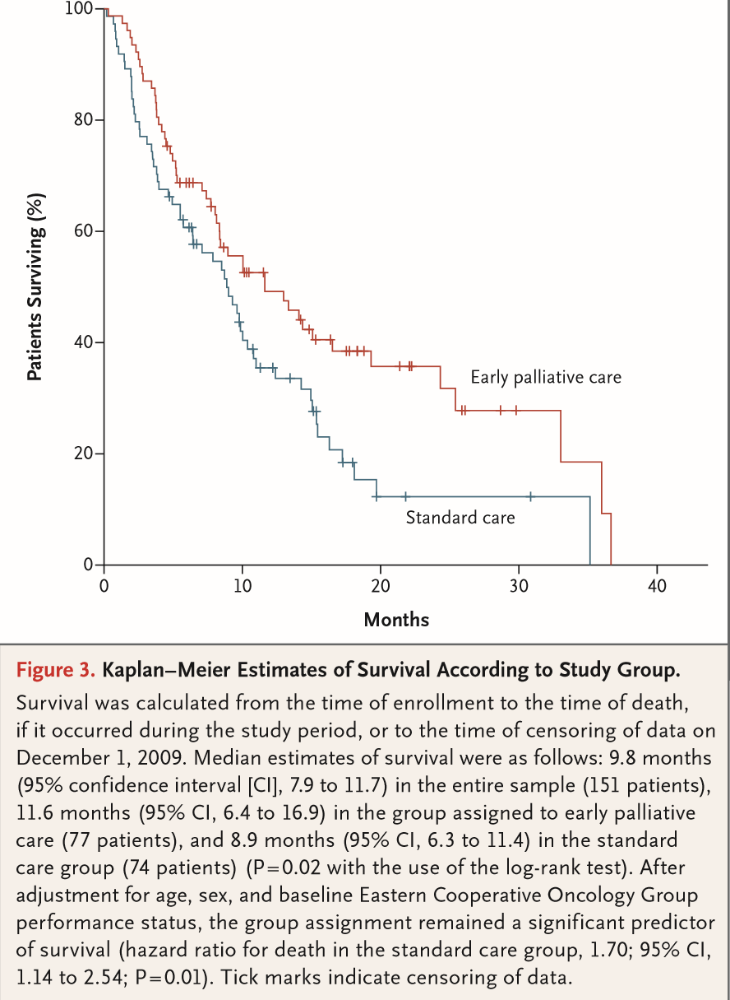 100
80
60
40
20
0
Patients Surviving (%)
Early palliative care
Standard care
0 10 20 30 40
Months
Figure 3. Kaplan–Meier Estimates of Survival According to Study Group.
Survival was calculated from the time of enrollment to the time of death,
if it occurred during the study period, or to the time of censoring of data on
December 1, 2009. Median estimates of survival were as follows: 9.8 months
(95% confidence interval [CI], 7.9 to 11.7) in the entire sample (151 patients),
11.6 months (95% CI, 6.4 to 16.9) in the group assigned to early palliative
care (77 patients), and 8.9 months (95% CI, 6.3 to 11.4) in the standard
care group (74 patients) (P=0.02 with the use of the log-rank test). After
adjustment for age, sex, and baseline Eastern Cooperative Oncology Group
performance status, the group assignment remained a significant predictor
of survival (hazard ratio for death in the standard care group, 1.70; 95% CI,
1.14 to 2.54; P=0.01). Tick marks indicate censoring of data.